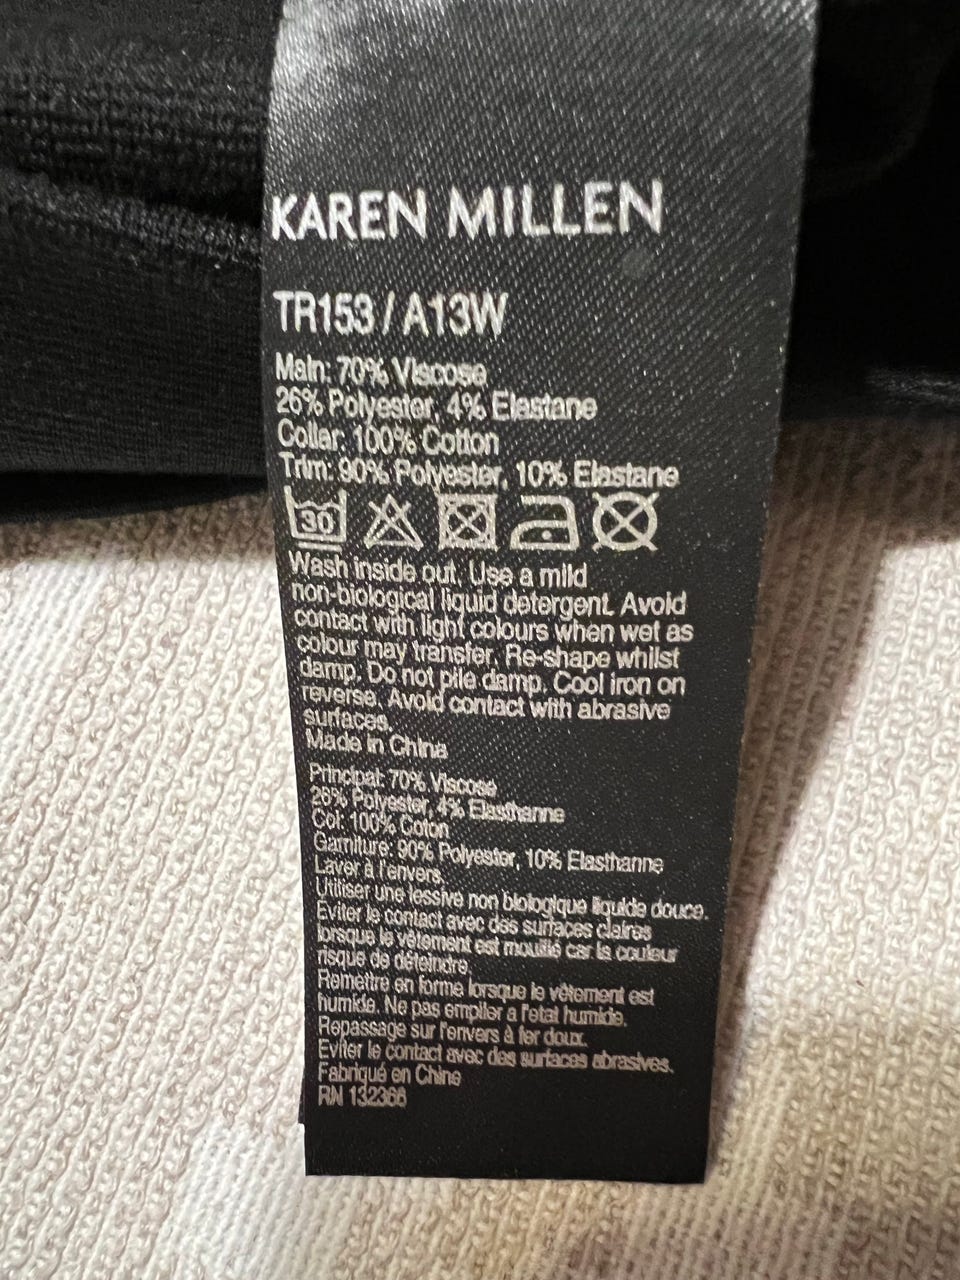 KAREN MILLEN
TR153 / A13W
Main: 70% Viscose
26% Polyester, 4% Elastane
Collar: 100% Cotton
Trim: 90% Polyester, 10% Elastane
30
Wash inside out. Use a mild
non-biological liquid detergent. Avoid
contact with light colours when wet as
colour may transfer. Re-shape whilst
damp. Do not pile damp. Cool iron on
reverse. Avoid contact with abrasive
surfaces.
Made in China
Principal: 70% Viscose
26% Polyester, 4% Elasthanne
Col: 100% Coton
Garniture: 90% Polyester, 10% Elasthanne
Laver à l'envers.
Utiliser une lessive non biologique liquide douce.
Eviter le contact avec des surfaces claires
lorsque le vêtement est mouillé car la couleur
risque de déteindre.
Remettre en forme lorsque le vêtement est
humide. Ne pas empiler a l'etat humide.
Repassage sur l'envers à fer doux.
Eviter le contact avec des surfaces abrasives.
Fabriqué en Chine
RN 132366